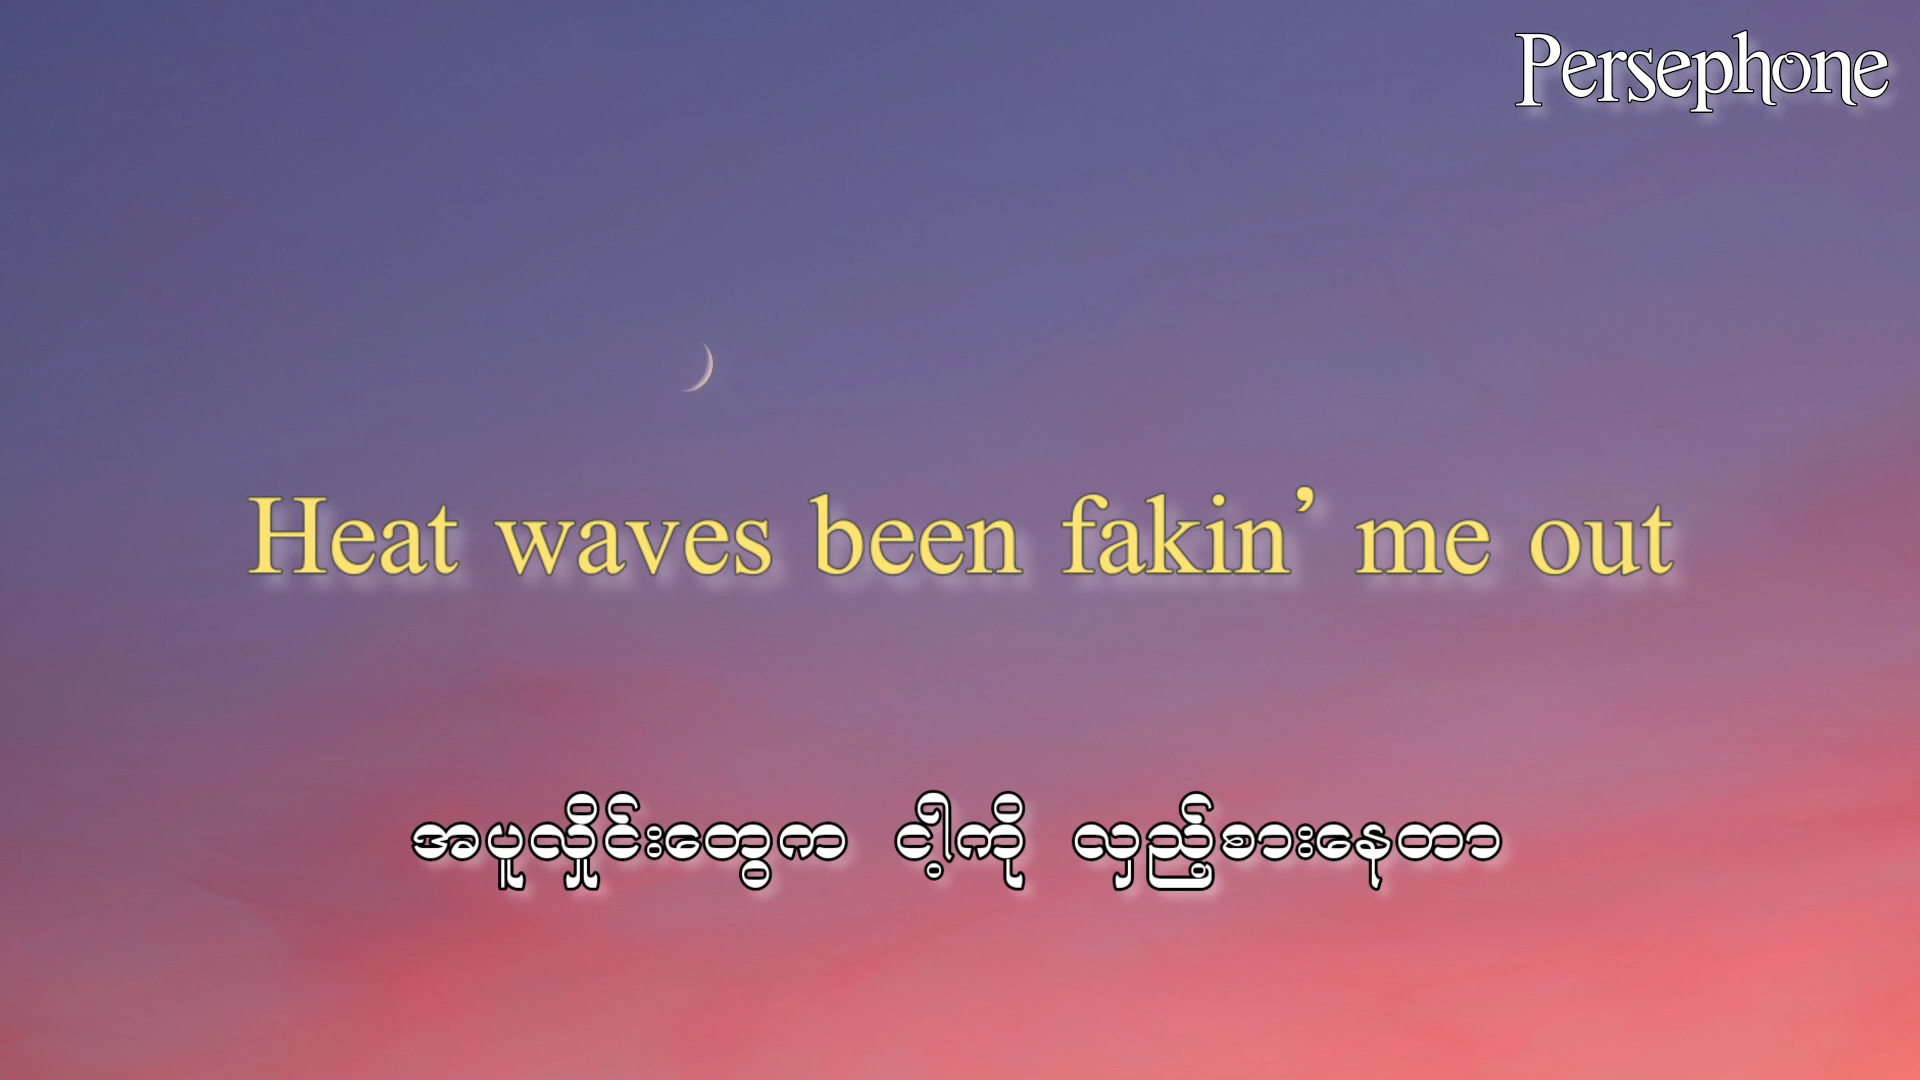 Persephone
Heat waves been fakin’ me out
အပူလှိုင်းတွေက ငါ့ကို လှည့်စားနေတာ